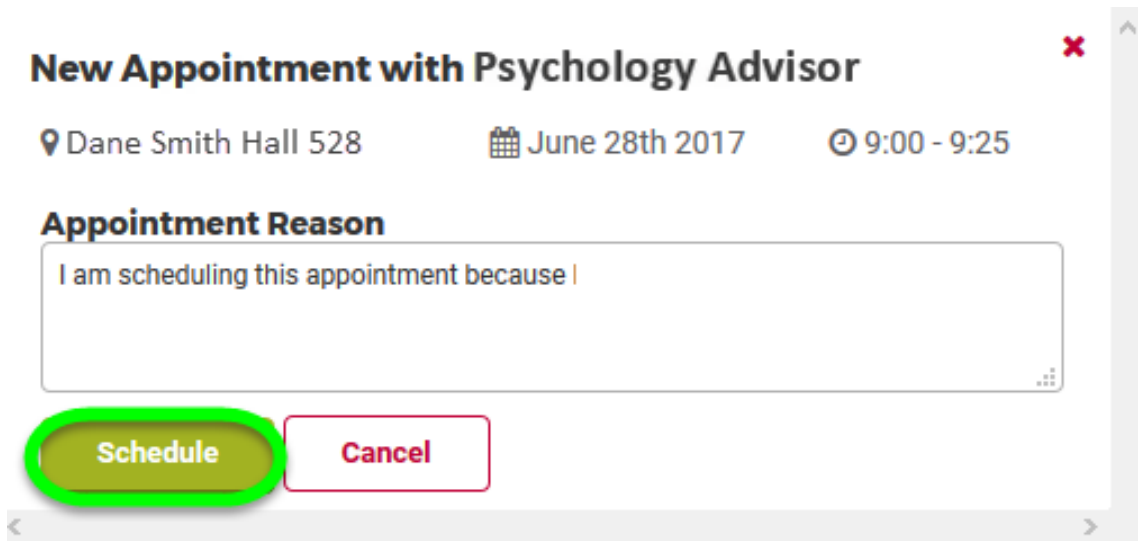 New Appointment with Psychology Advisor
Dane Smith Hall 528 June 28th 2017 9:00 - 9:25
Appointment Reason
I am scheduling this appointment because
Schedule Cancel